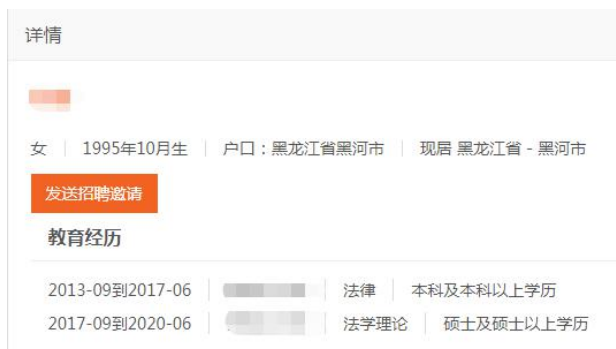 详情
女 | 1995年10月生 | 户口：黑龙江省黑河市 | 现居 黑龙江省 - 黑河市
发送招聘邀请
教育经历
2013-09到2017-06 | | 法律 | 本科及本科以上学历
2017-09到2020-06 | | 法学理论 | 硕士及硕士以上学历